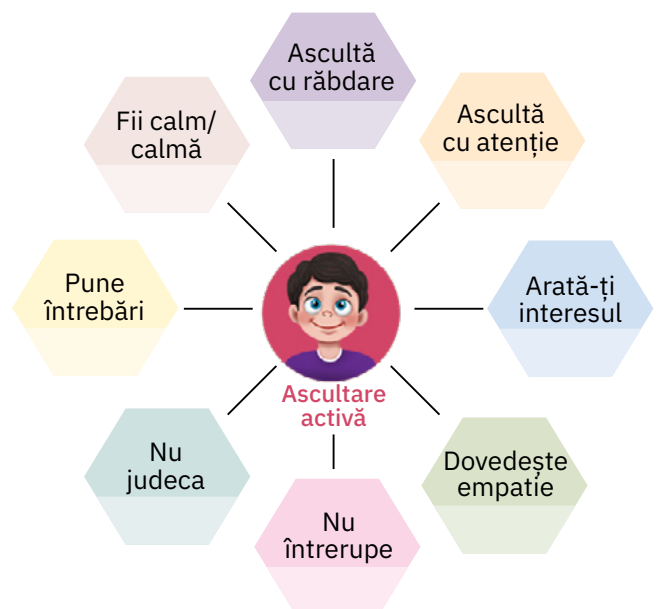 Ascultă
cu răbdare
Ascultă
cu atenție
Arată-ți
interesul
Dovedește
empatie
Nu
întrerupe
Nu
judeca
Pune
întrebări
Fii calm/
calmă
Ascultare
activă